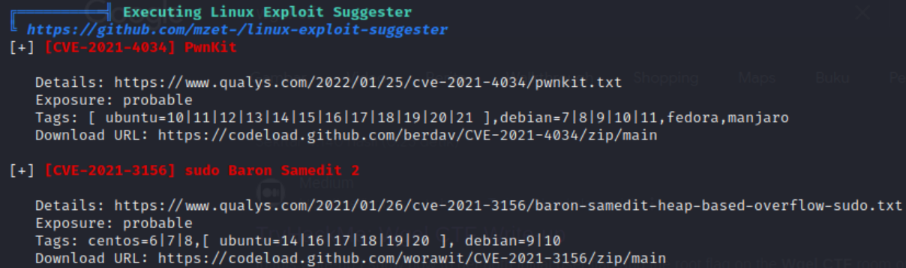 Executing Linux Exploit Suggester
https://github.com/mzet-/linux-exploit-suggester
[+] [CVE-2021-4034] PwnKit
Details: https://www.qualys.com/2022/01/25/cve-2021-4034/pwnkit.txt
Exposure: probable
Tags: [ ubuntu=10|11|12|13|14|15|16|17|18|19|20|21 ],debian=7|8|9|10|11,fedora,manjaro
Download URL: https://codeload.github.com/berdav/CVE-2021-4034/zip/main
[+] [CVE-2021-3156] sudo Baron Samedit 2
Details: https://www.qualys.com/2021/01/26/cve-2021-3156/baron-samedit-heap-based-overflow-sudo.txt
Exposure: probable
Tags: centos=6|7|8,[ ubuntu=14|16|17|18|19|20 ], debian=9|10
Download URL: https://codeload.github.com/worawit/CVE-2021-3156/zip/main